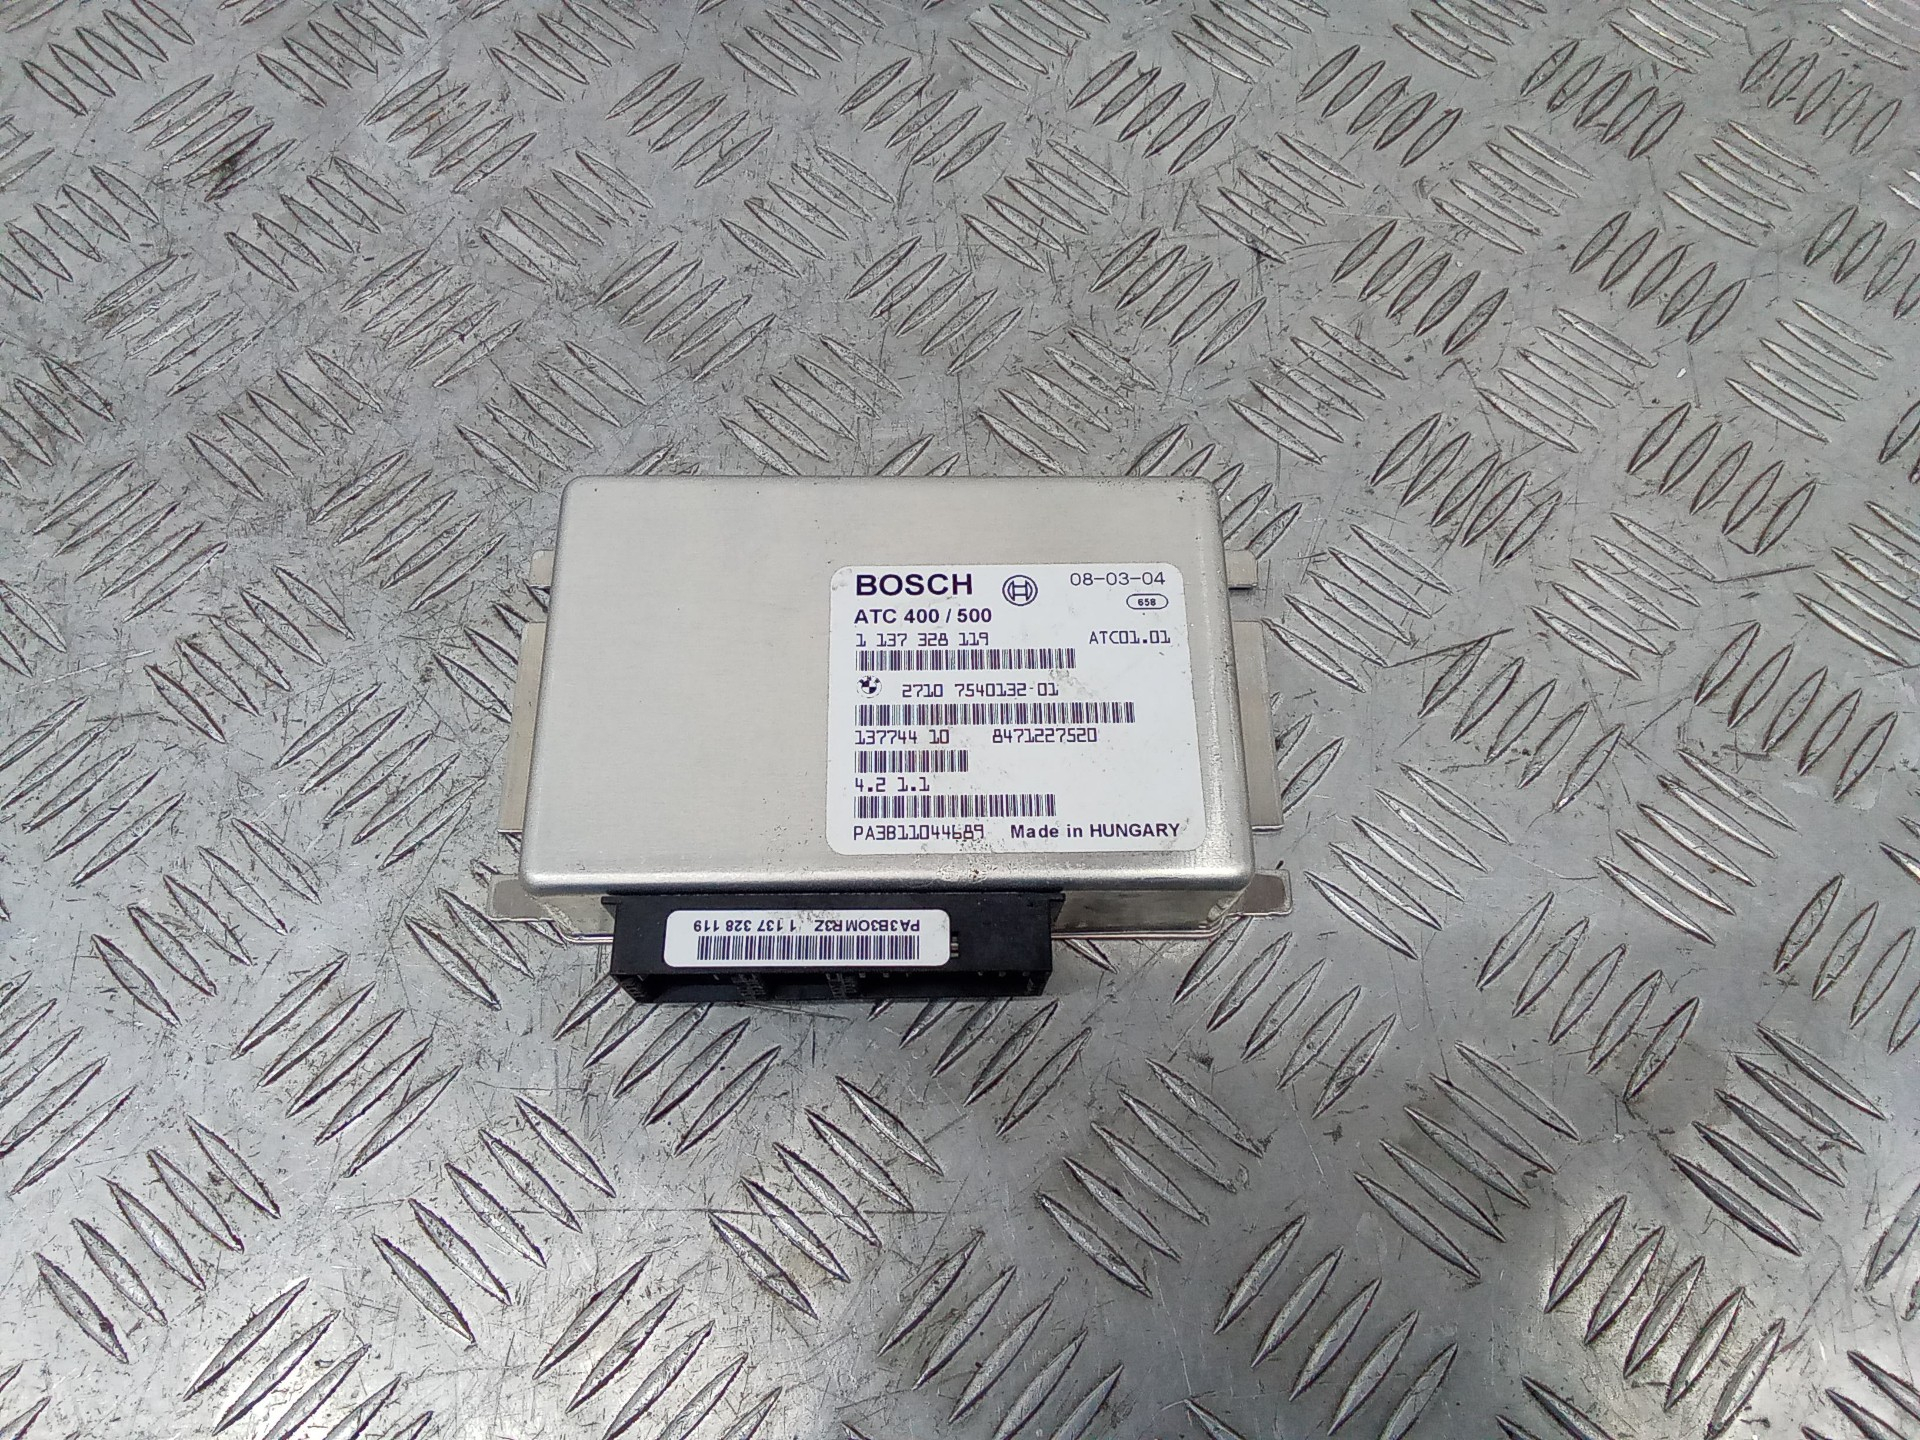 BOSCH 08-03-04
658
ATC 400 / 500
1 137 328 119 ATC01.01
2710 7540132-01
137744 10 8471227520
4.2 1.1
PA3B11044689 Made in HUNGARY
PA3B3OMR3Z 1 137 328 119